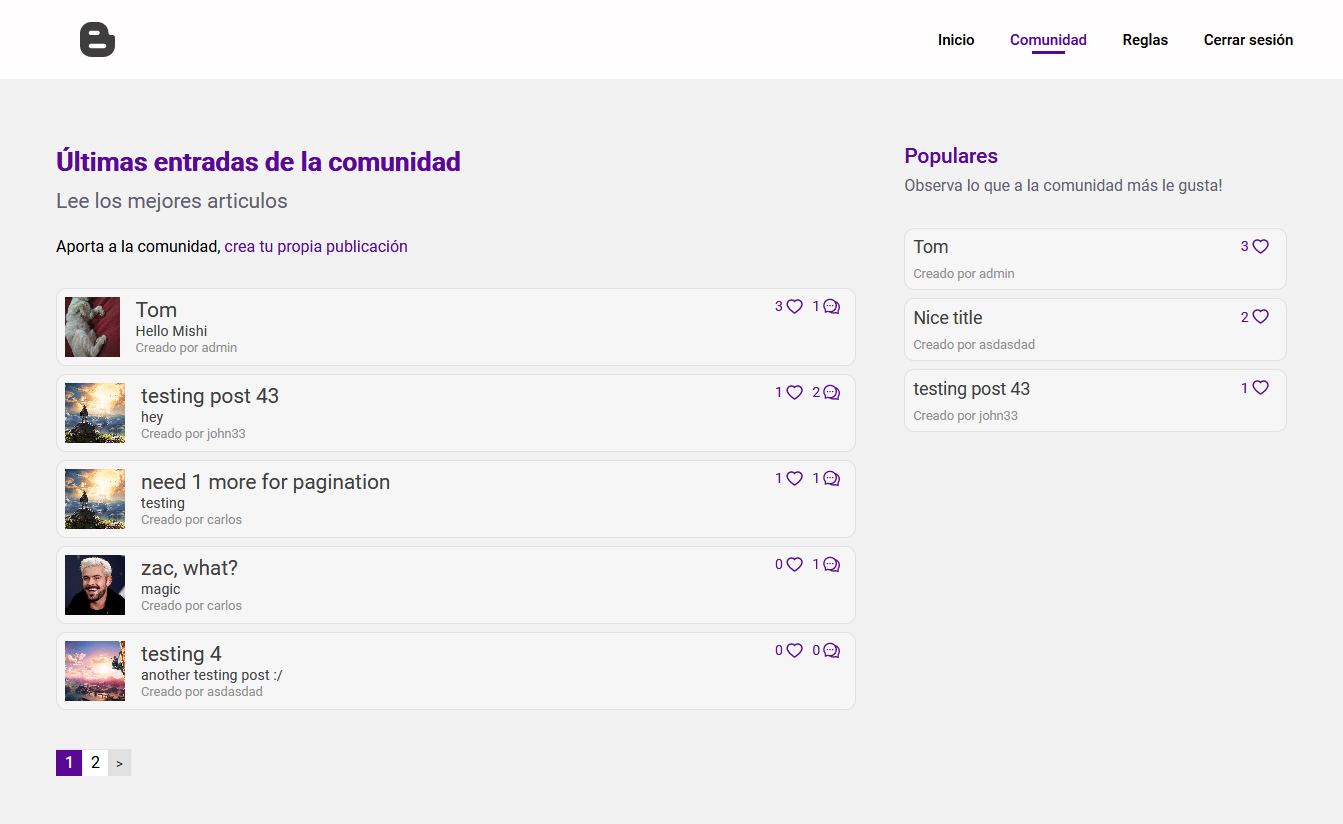 Inicio
Comunidad
Reglas
Cerrar sesión
Últimas entradas de la comunidad
Lee los mejores articulos
Aporta a la comunidad, crea tu propia publicación
Tom
3 1
Hello Mishi
Creado por admin
testing post 43
1 2
hey
Creado por john33
need 1 more for pagination
1 1
testing
Creado por carlos
zac, what?
0 1
magic
Creado por carlos
testing 4
0 0
another testing post :/
Creado por asdasdad
1 2 >
Populares
Observa lo que a la comunidad más le gusta!
Tom
3
Creado por admin
Nice title
2
Creado por asdasdad
testing post 43
1
Creado por john33